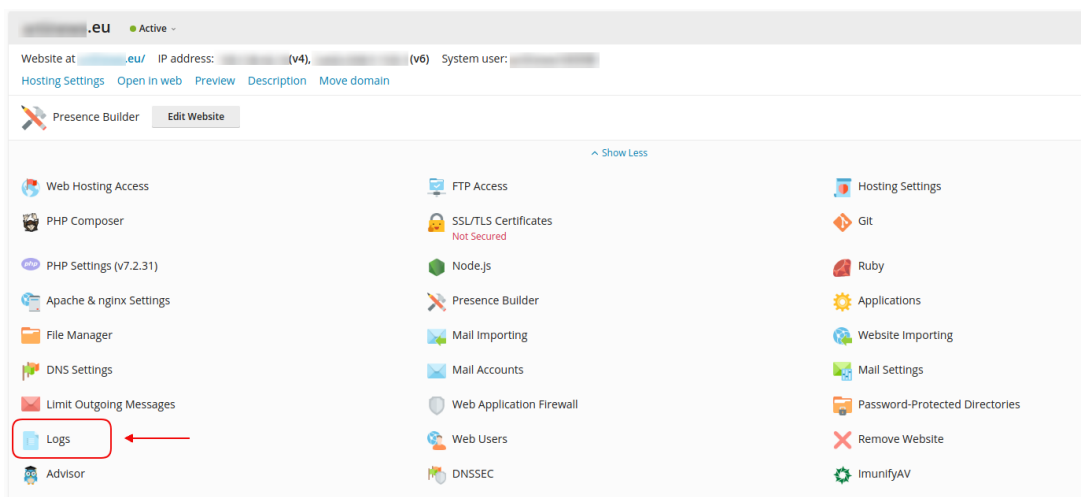 .eu Active
Website at eu/ IP address: (v4), (v6) System user:
Hosting Settings Open in web Preview Description Move domain
Presence Builder Edit Website
Show Less
Web Hosting Access FTP Access Hosting Settings
PHP Composer SSL/TLS Certificates Git
Not Secured
php PHP Settings (v7.2.31) Node.js Ruby
Apache & nginx Settings Presence Builder Applications
File Manager Mail Importing Website Importing
DNS Settings Mail Accounts Mail Settings
Limit Outgoing Messages Web Application Firewall Password-Protected Directories
Logs Web Users Remove Website
Advisor DNSSEC ImunifyAV